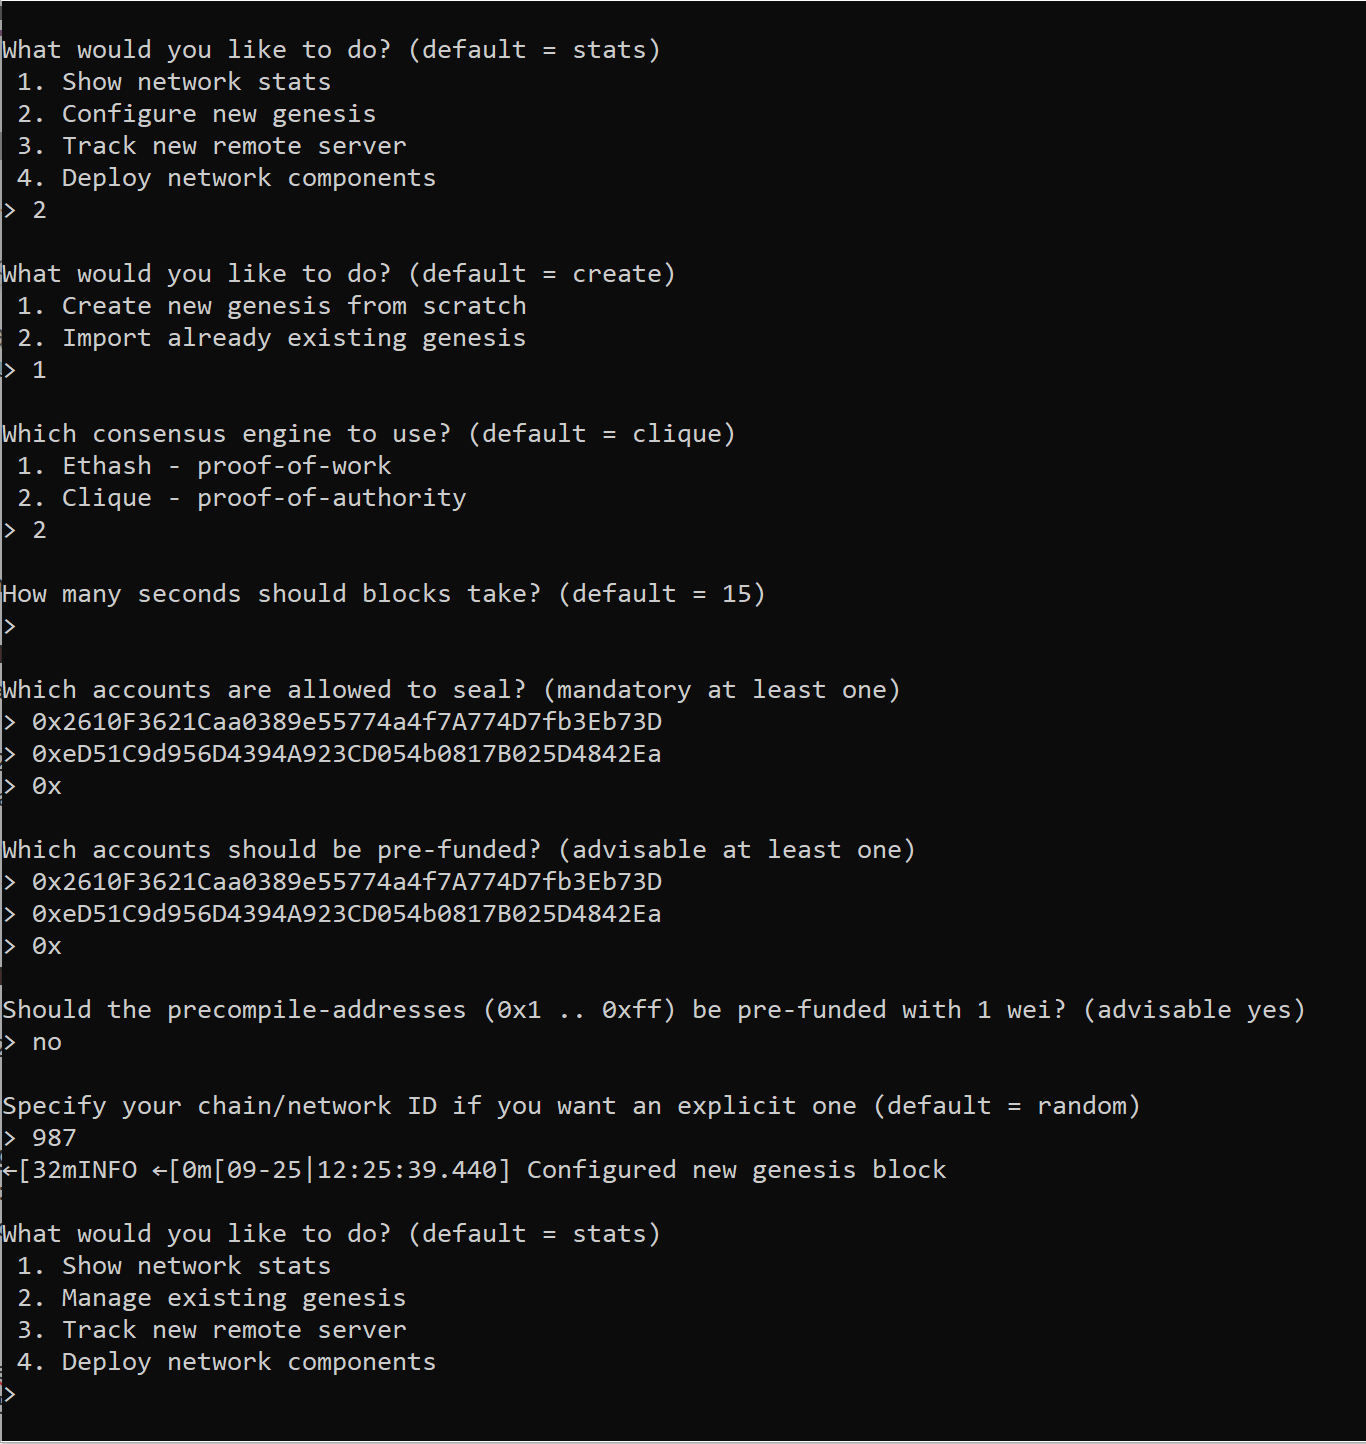 What would you like to do? (default = stats)
1. Show network stats
2. Configure new genesis
3. Track new remote server
4. Deploy network components
> 2
What would you like to do? (default = create)
1. Create new genesis from scratch
2. Import already existing genesis
> 1
Which consensus engine to use? (default = clique)
1. Ethash - proof-of-work
2. Clique - proof-of-authority
> 2
How many seconds should blocks take? (default = 15)
>
Which accounts are allowed to seal? (mandatory at least one)
> 0x2610F3621Caa0389e55774a4f7A774D7fb3Eb73D
> 0xeD51C9d956D4394A923CD054b0817B025D4842Ea
> 0x
Which accounts should be pre-funded? (advisable at least one)
> 0x2610F3621Caa0389e55774a4f7A774D7fb3Eb73D
> 0xeD51C9d956D4394A923CD054b0817B025D4842Ea
> 0x
Should the precompile-addresses (0x1 .. 0xff) be pre-funded with 1 wei? (advisable yes)
> no
Specify your chain/network ID if you want an explicit one (default = random)
> 987
←[32mINFO ←[0m[09-25|12:25:39.440] Configured new genesis block
What would you like to do? (default = stats)
1. Show network stats
2. Manage existing genesis
3. Track new remote server
4. Deploy network components
>